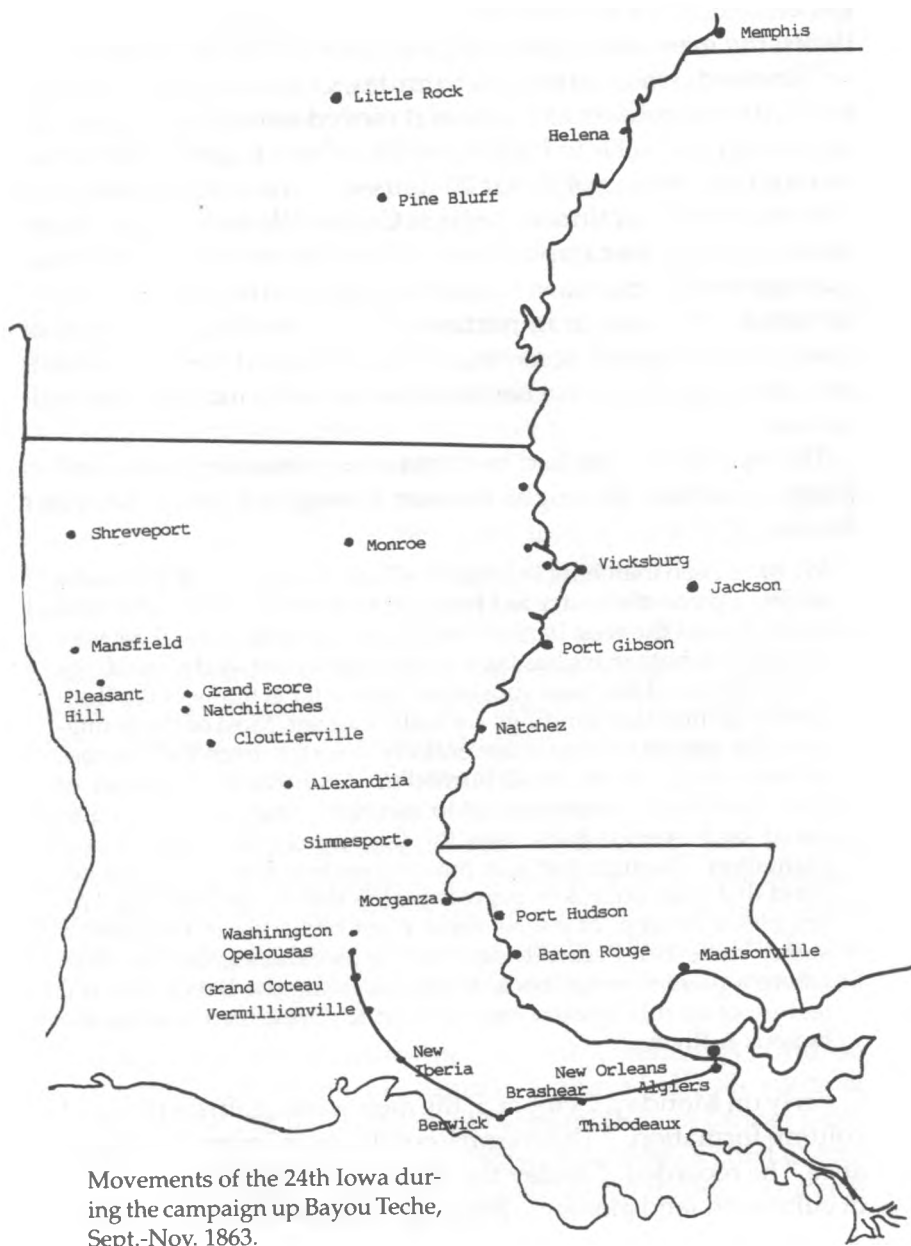 Memphis
Little Rock
Helena
Pine Bluff
Shreveport
Monroe
Vicksburg
Jackson
Mansfield
Port Gibson
Pleasant
Hill
Grand Ecore
Natchitoches
Cloutierville
Natchez
Alexandria
Simmesport
Morganza
Port Hudson
Washinngton
Opelousas
Baton Rouge
Madisonville
Grand Coteau
Vermillionville
New
Iberia
New Orleans
Algiers
Brashear
Berwick
Thibodeaux
Movements of the 24th Iowa dur-
ing the campaign up Bayou Teche,
Sept.-Nov. 1863.